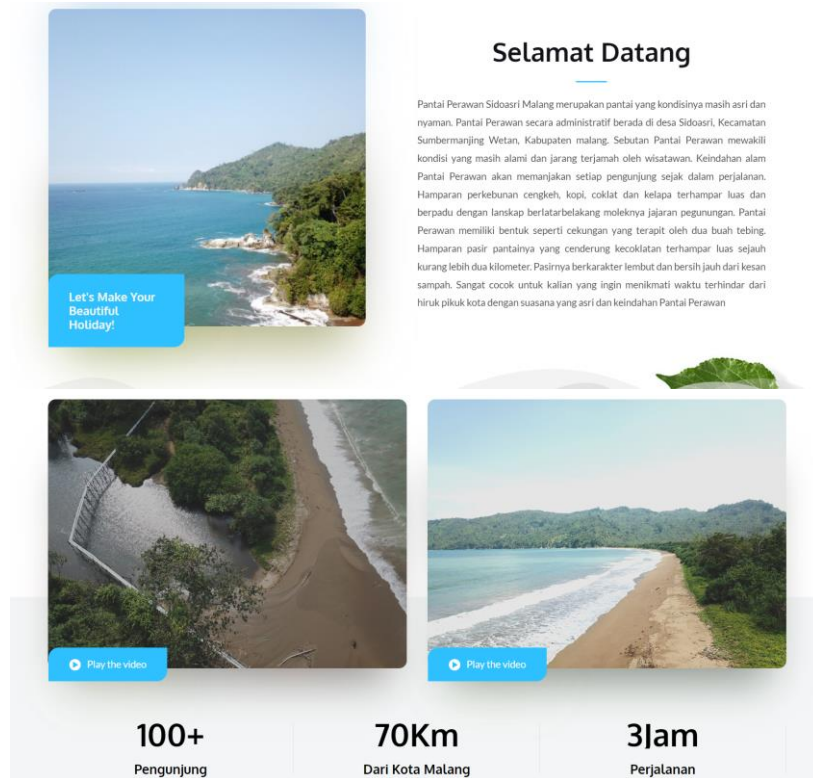 Selamat Datang
Pantai Perawan Sidoasri Malang merupakan pantai yang kondisinya masih asri dan
nyaman. Pantai Perawan secara administratif berada di desa Sidoasri, Kecamatan
Sumbermanjing Wetan, Kabupaten malang. Sebutan Pantai Perawan mewakili
kondisi yang masih alami dan jarang terjamah oleh wisatawan. Keindahan alam
Pantai Perawan akan memanjakan setiap pengunjung sejak dalam perjalanan.
Hamparan perkebunan cengkeh, kopi, coklat dan kelapa terhampar luas dan
berpadu dengan lanskap berlatarbelakang moleknya jajaran pegunungan. Pantai
Perawan memiliki bentuk seperti cekungan yang terapit oleh dua buah tebing.
Hamparan pasir pantainya yang cenderung kecoklatan terhampar luas sejauh
kurang lebih dua kilometer. Pasirnya berkarakter lembut dan bersih jauh dari kesan
sampah. Sangat cocok untuk kalian yang ingin menikmati waktu terhindar dari
hiruk pikuk kota dengan suasana yang asri dan keindahan Pantai Perawan
Let's Make Your
Beautiful
Holiday!
Play the video
Play the video
100+
Pengunjung
70Km
Dari Kota Malang
3Jam
Perjalanan